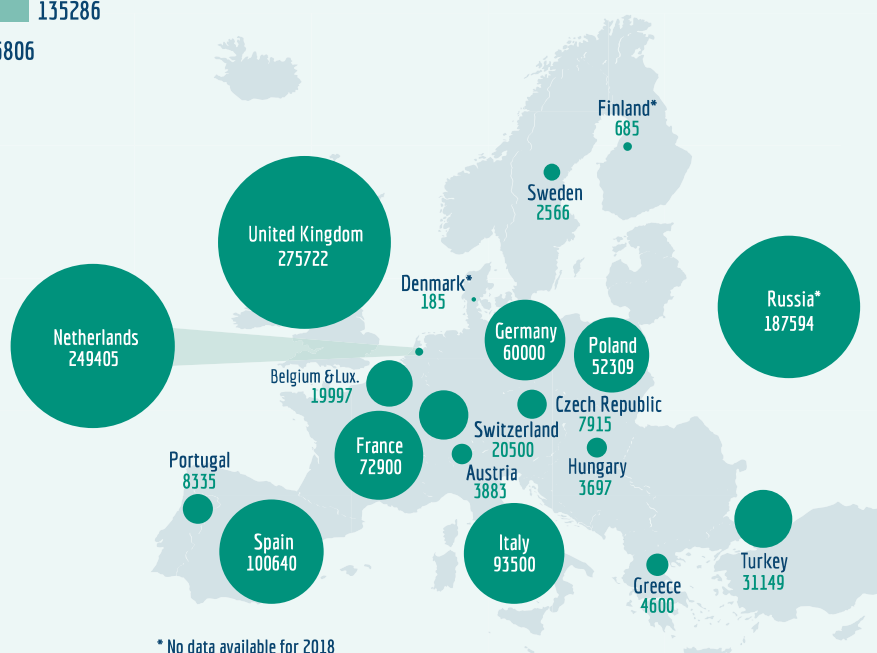 135286
6806
Finland*
685
Sweden
2566
United Kingdom
275722
Denmark*
185
Russia*
187594
Netherlands
249405
Germany
60000
Poland
52309
Belgium &Lux.
19997
Czech Republic
7915
Switzerland
20500
France
72900
Hungary
3697
Austria
3883
Portugal
8335
Spain
100640
Italy
93500
Turkey
31149
Greece
4600
* No data available for 2018